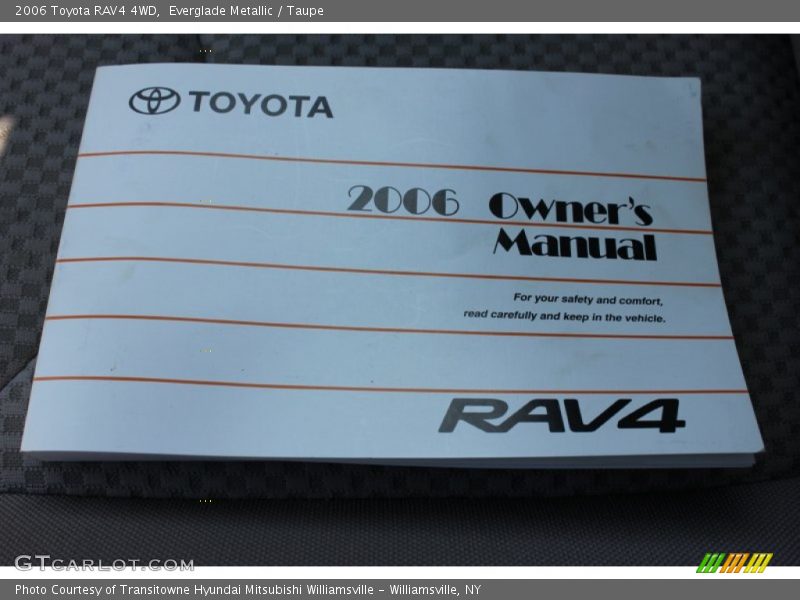 2006 Toyota RAV4 4WD,  Everglade Metallic / Taupe
TOYOTA
2006 Owner's
Manual
For your safety and comfort,
read carefully and keep in the vehicle.
RAV4
GTCARLOT.COM
Photo Courtesy of Transitowne Hyundai Mitsubishi Williamsville - Williamsville, NY